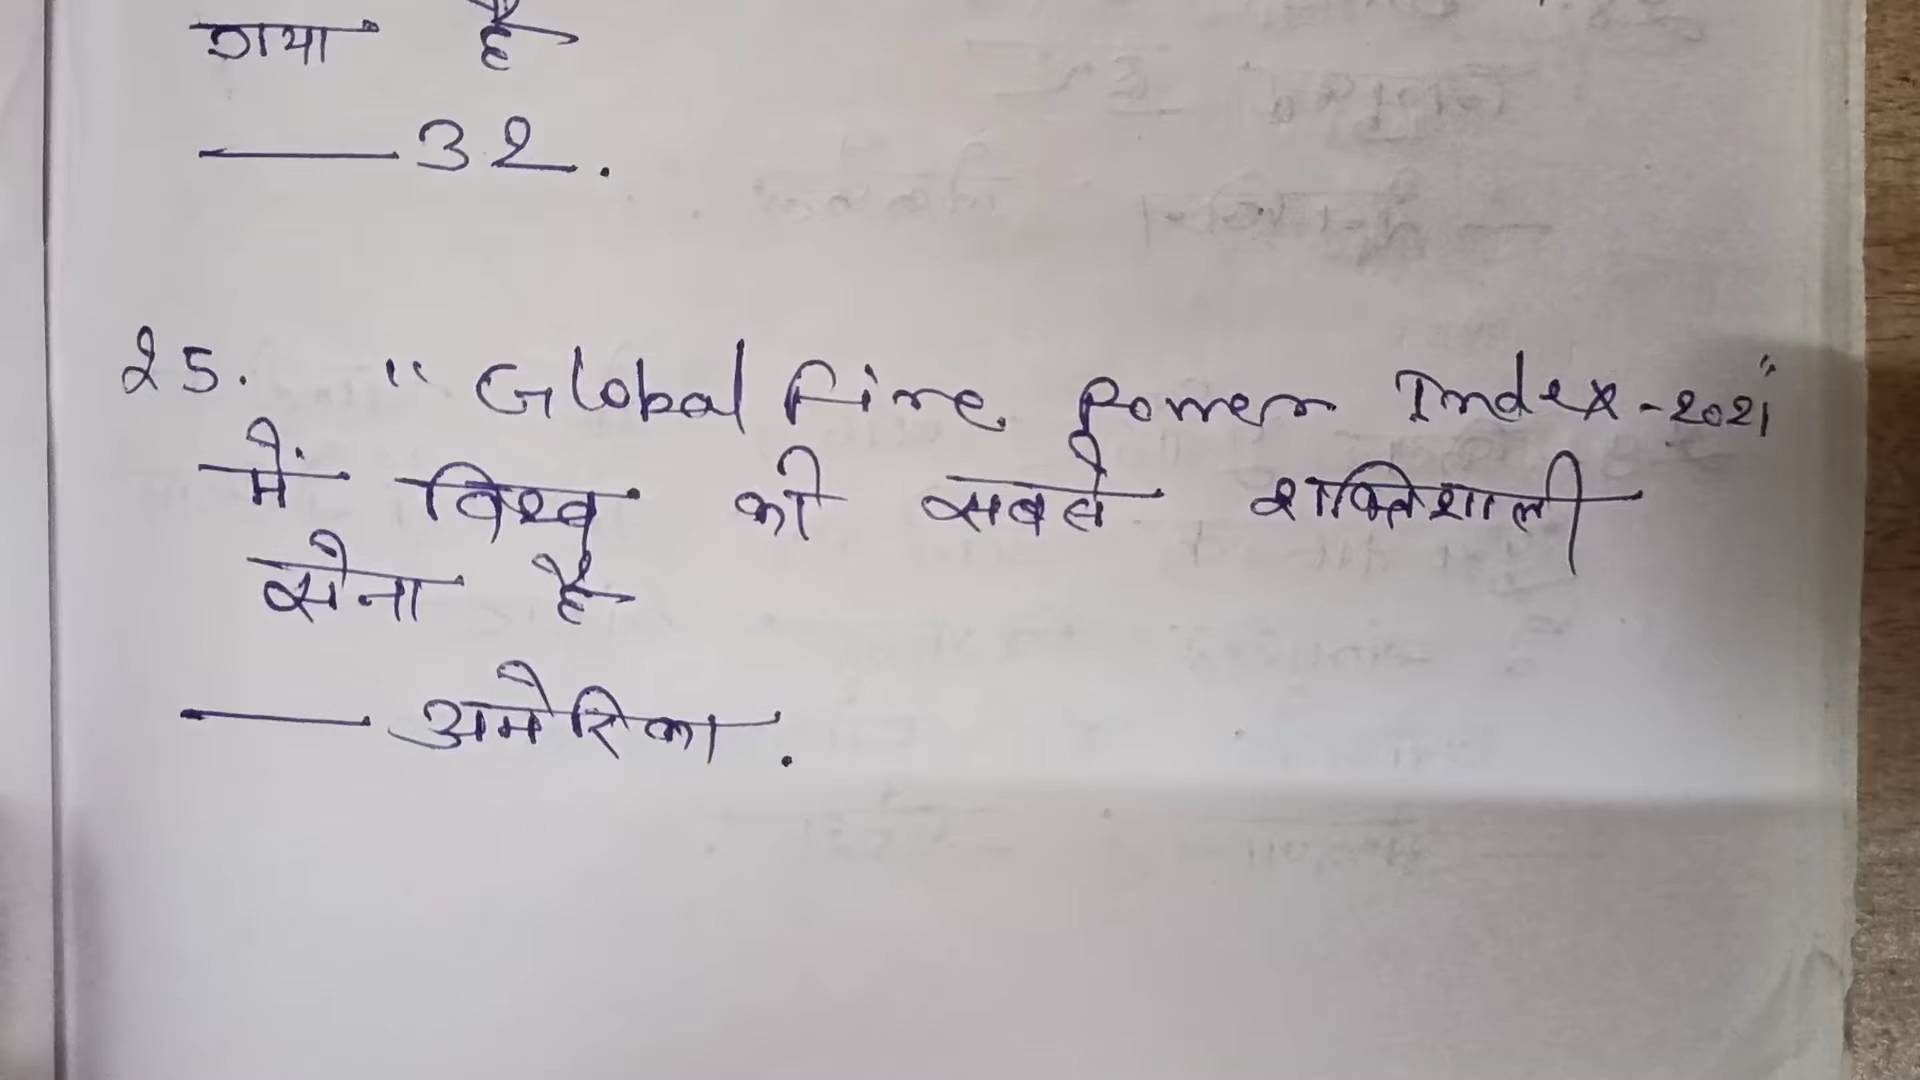 गया है
—— 32.
25. "Global Fire Power Index-2021"
में विश्व की सबसे शक्तिशाली
सेना है
—— अमेरिका.